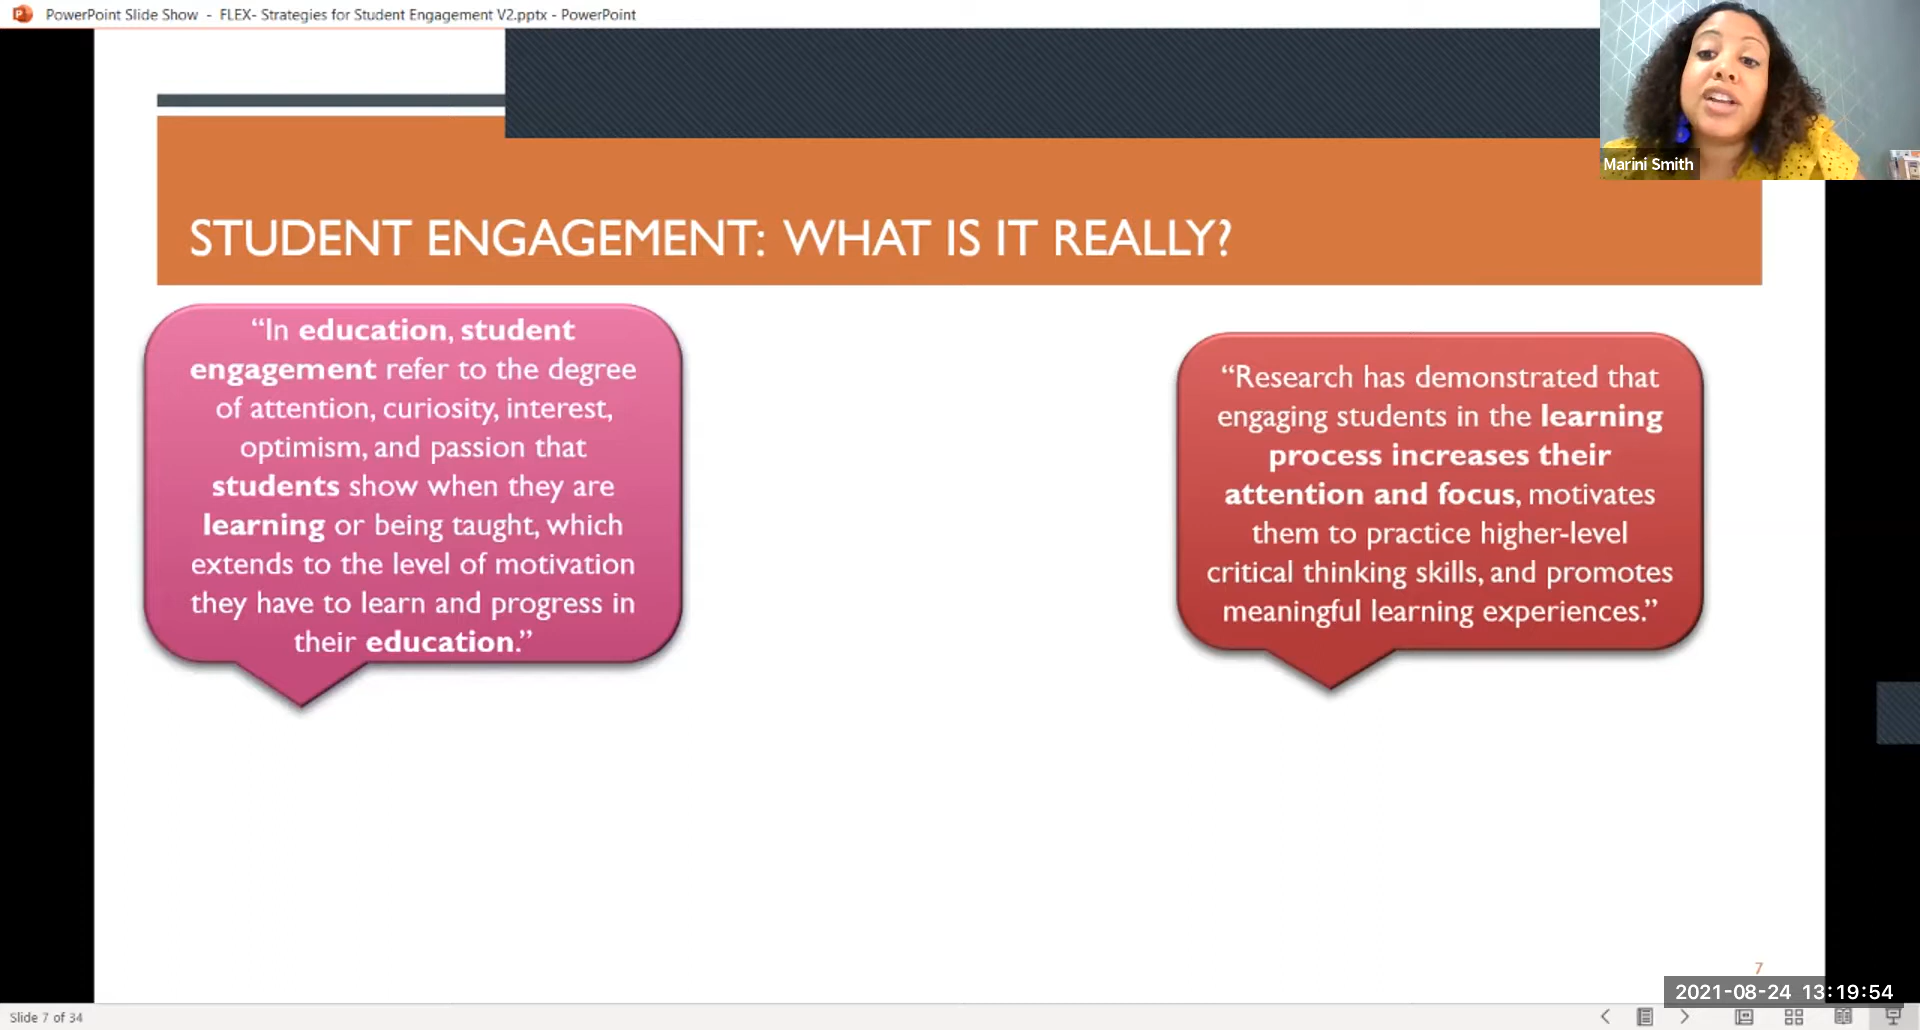 PowerPoint Slide Show - FLEX- Strategies for Student Engagement V2.pptx - PowerPoint
Marini Smith
STUDENT ENGAGEMENT: WHAT IS IT REALLY?
“In education, student
engagement refer to the degree
of attention, curiosity, interest,
optimism, and passion that
students show when they are
learning or being taught, which
extends to the level of motivation
they have to learn and progress in
their education.”
“Research has demonstrated that
engaging students in the learning
process increases their
attention and focus, motivates
them to practice higher-level
critical thinking skills, and promotes
meaningful learning experiences.”
7
2021-08-24 13:19:54
Slide 7 of 34